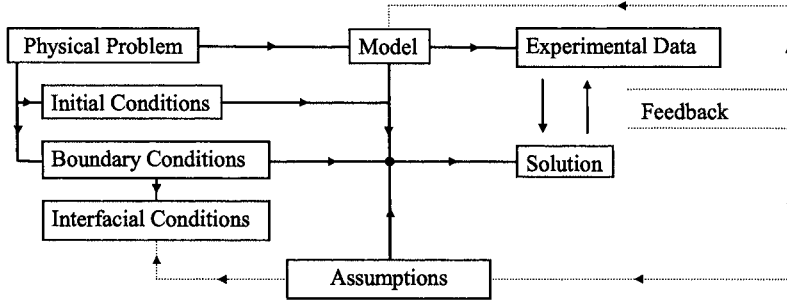 Physical Problem
Model
Experimental Data
Initial Conditions
Feedback
Boundary Conditions
Solution
Interfacial Conditions
Assumptions